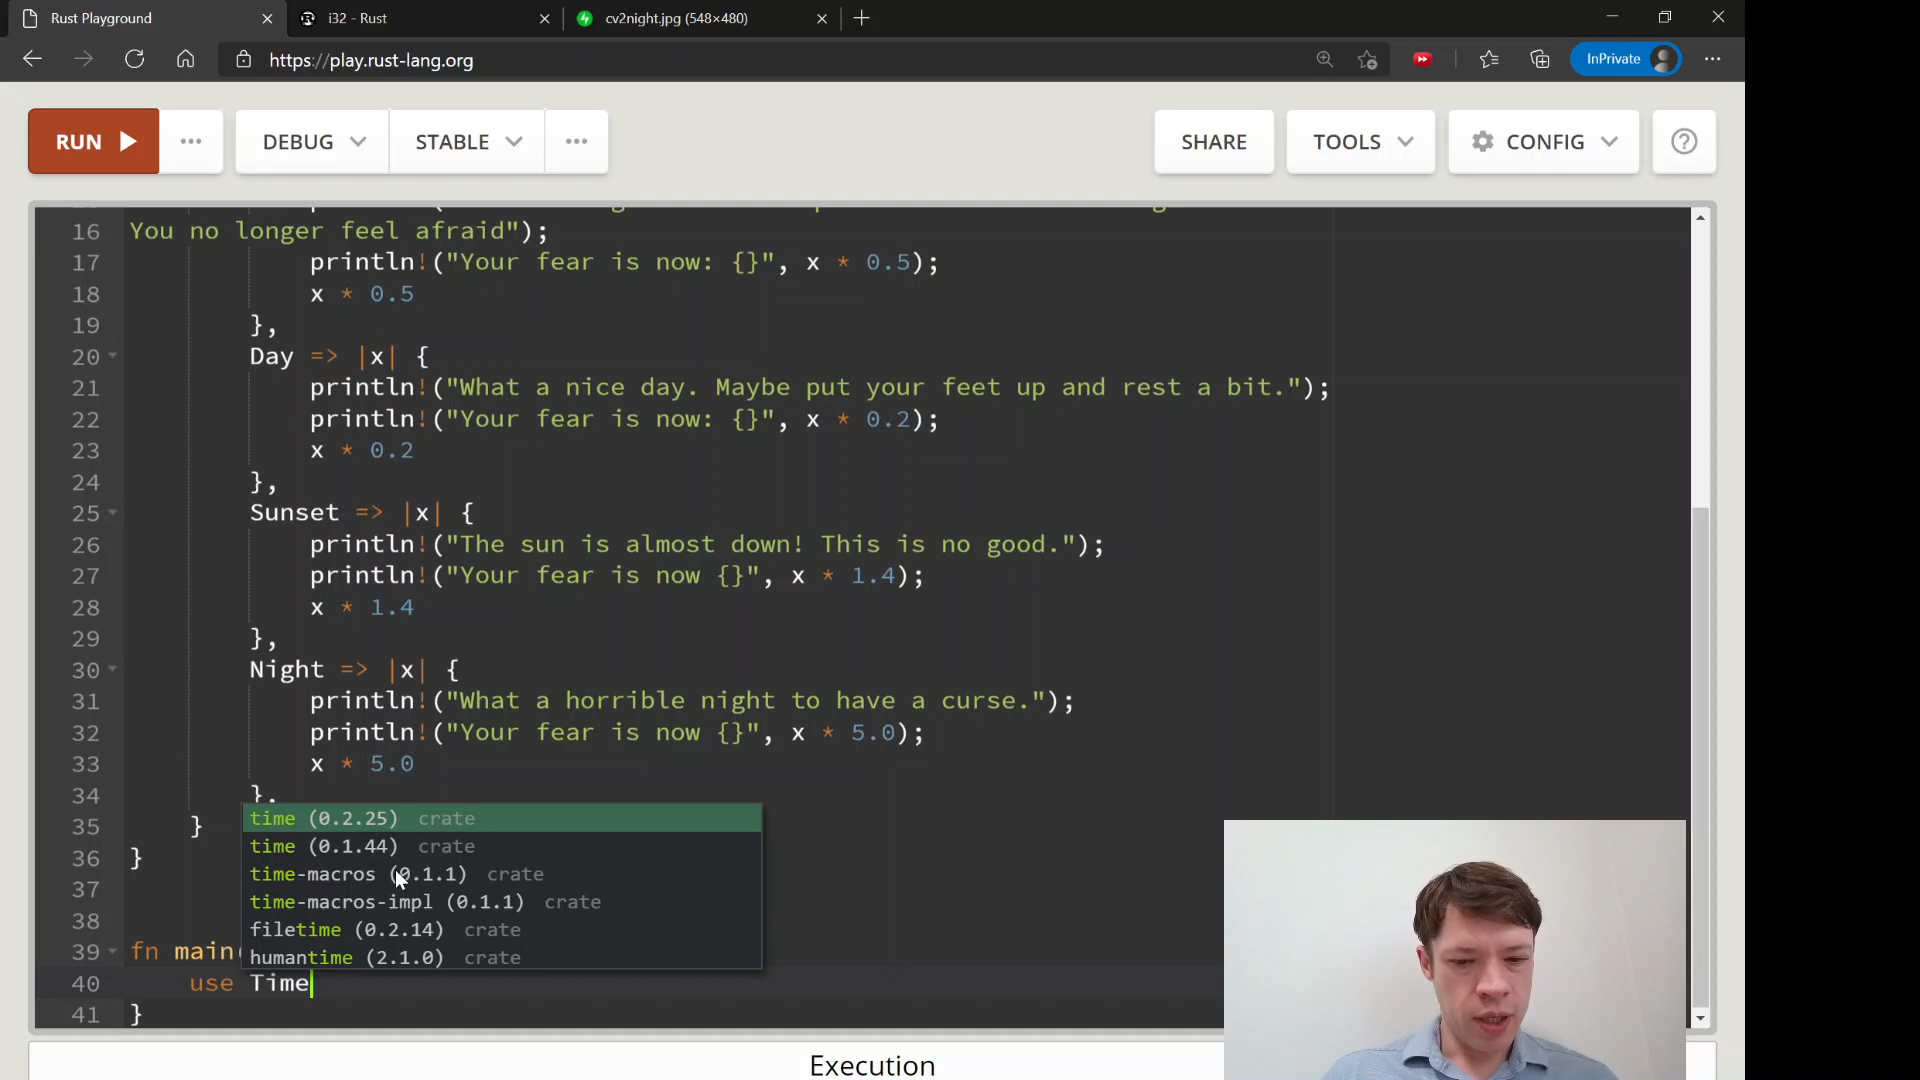 Rust Playground
i32 - Rust
cv2night.jpg (548×480)
https://play.rust-lang.org
InPrivate
RUN
DEBUG
STABLE
SHARE
TOOLS
CONFIG
16 You no longer feel afraid");
17 println!("Your fear is now: {}", x * 0.5);
18 x * 0.5
19 },
20 Day => |x| {
21 println!("What a nice day. Maybe put your feet up and rest a bit.");
22 println!("Your fear is now: {}", x * 0.2);
23 x * 0.2
24 },
25 Sunset => |x| {
26 println!("The sun is almost down! This is no good.");
27 println!("Your fear is now {}", x * 1.4);
28 x * 1.4
29 },
30 Night => |x| {
31 println!("What a horrible night to have a curse.");
32 println!("Your fear is now {}", x * 5.0);
33 x * 5.0
34 },
time (0.2.25) crate
35 }
time (0.1.44) crate
36 }
time-macros (0.1.1) crate
37
time-macros-impl (0.1.1) crate
38
filetime (0.2.14) crate
39 fn main(
humantime (2.1.0) crate
40 use Time
41 }
Execution